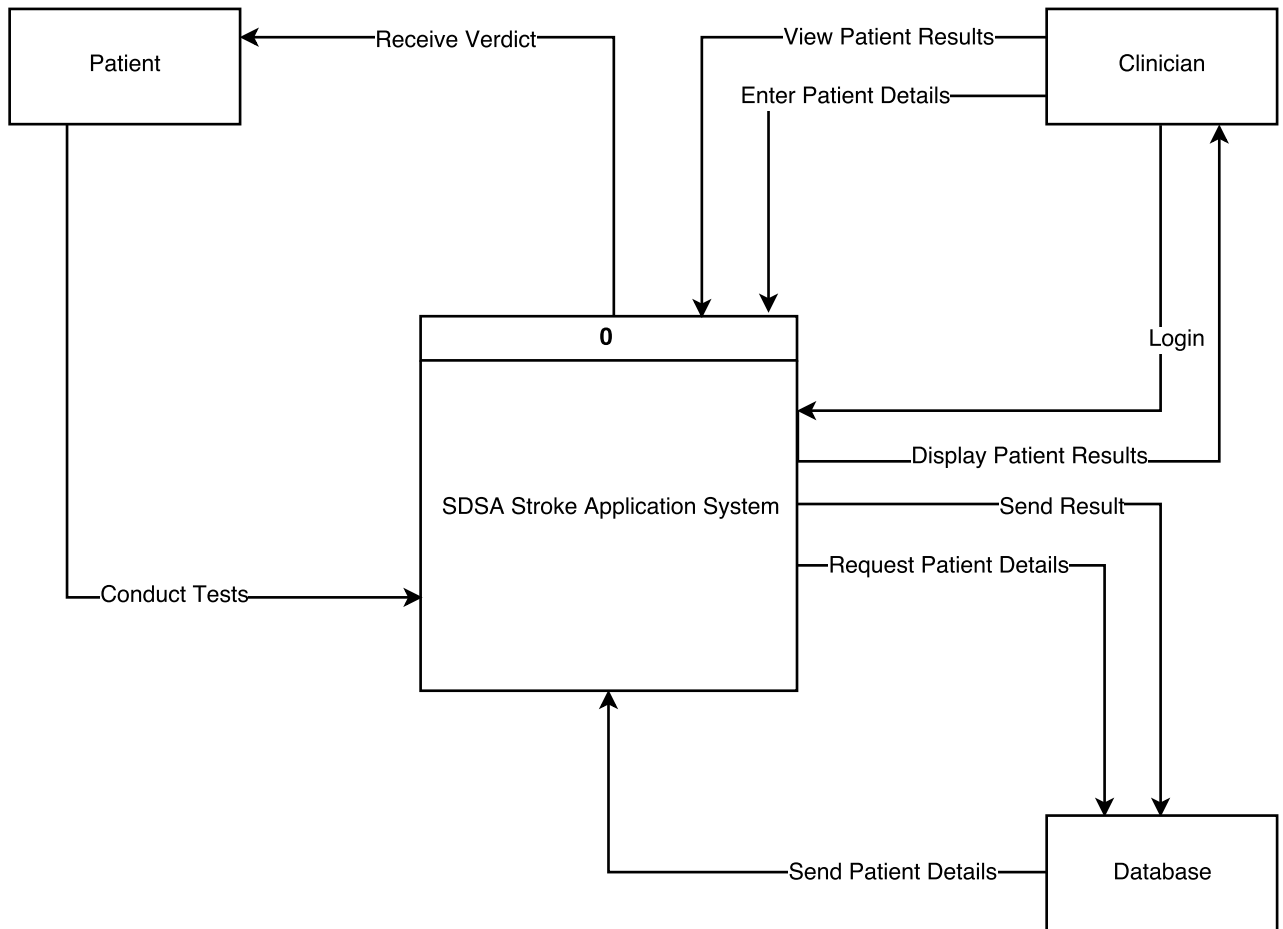 Receive Verdict
View Patient Results
Patient
Clinician
Enter Patient Details
0
Login
Display Patient Results
SDSA Stroke Application System
Send Result
Request Patient Details
Conduct Tests
Send Patient Details
Database